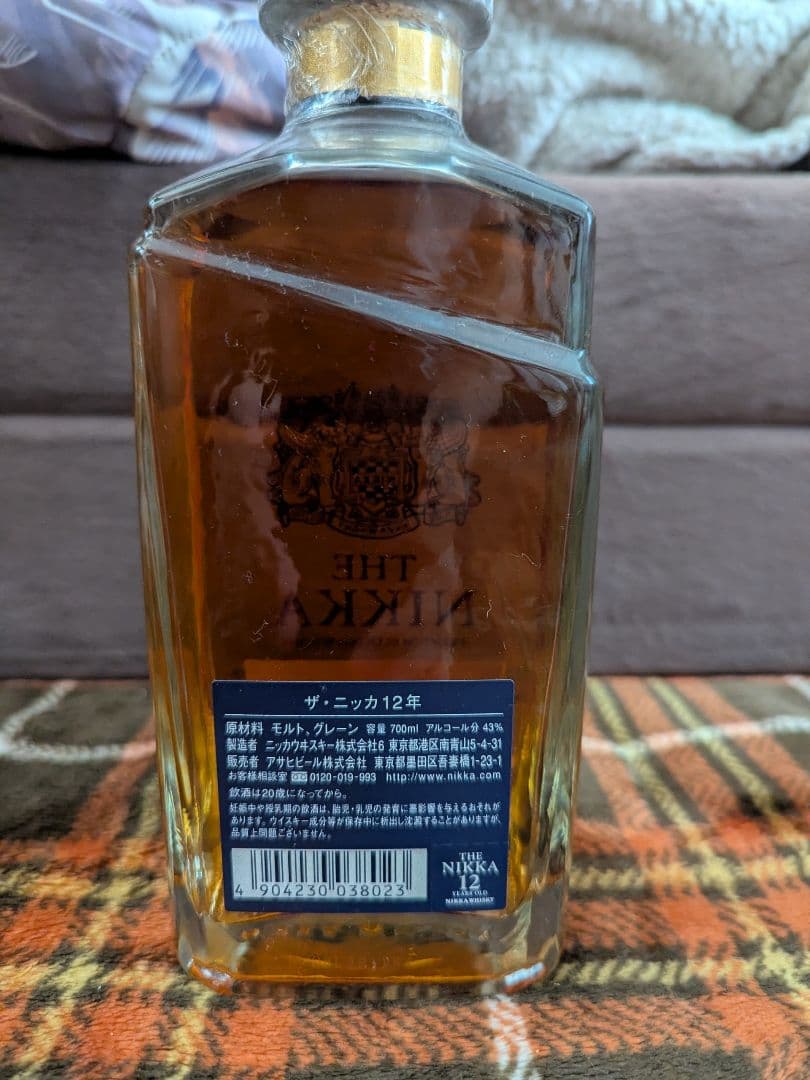 THE
NIKKA
ザ・ニッカ12年
原材料 モルト、グレーン 容量 700ml アルコール分 43%
製造者 ニッカウヰスキー株式会社6 東京都港区南青山5-4-31
販売者 アサヒビール株式会社 東京都墨田区吾妻橋1-23-1
お客様相談室 0120-019-993 http://www.nikka.com
飲酒は20歳になってから。
妊娠中や授乳期の飲酒は、胎児・乳児の発育に悪影響を与えるおそれが
あります。ウイスキー成分等が保存中に析出し沈澱することがありますが、
品質上問題ございません。
4 904230 038023
THE
NIKKA
12
YEARS OLD
NIKKA WHISKY